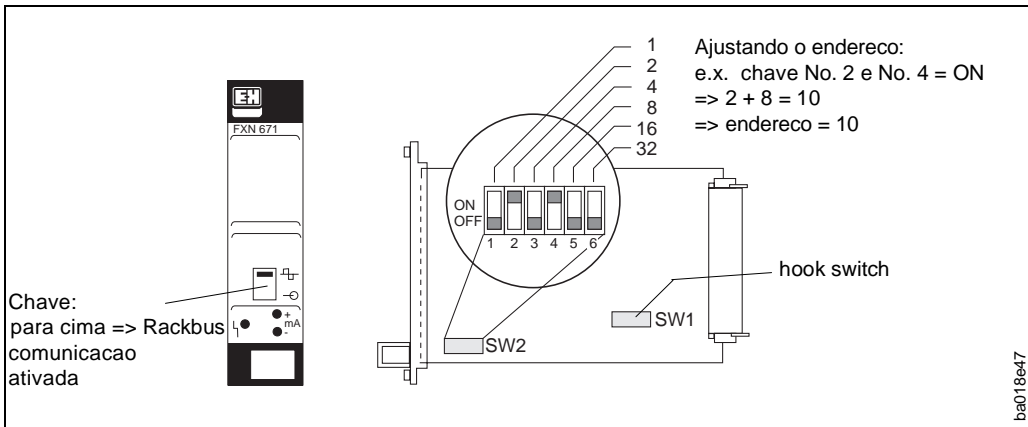 FXN 671
+
mA
-
Chave:
para cima => Rackbus
comunicacao
ativada
1
2
4
8
16
32
Ajustando o endereco:
e.x. chave No. 2 e No. 4 = ON
=> 2 + 8 = 10
=> endereco = 10
ON
OFF
1 2 3 4 5 6
hook switch
SW1
SW2
ba018e47